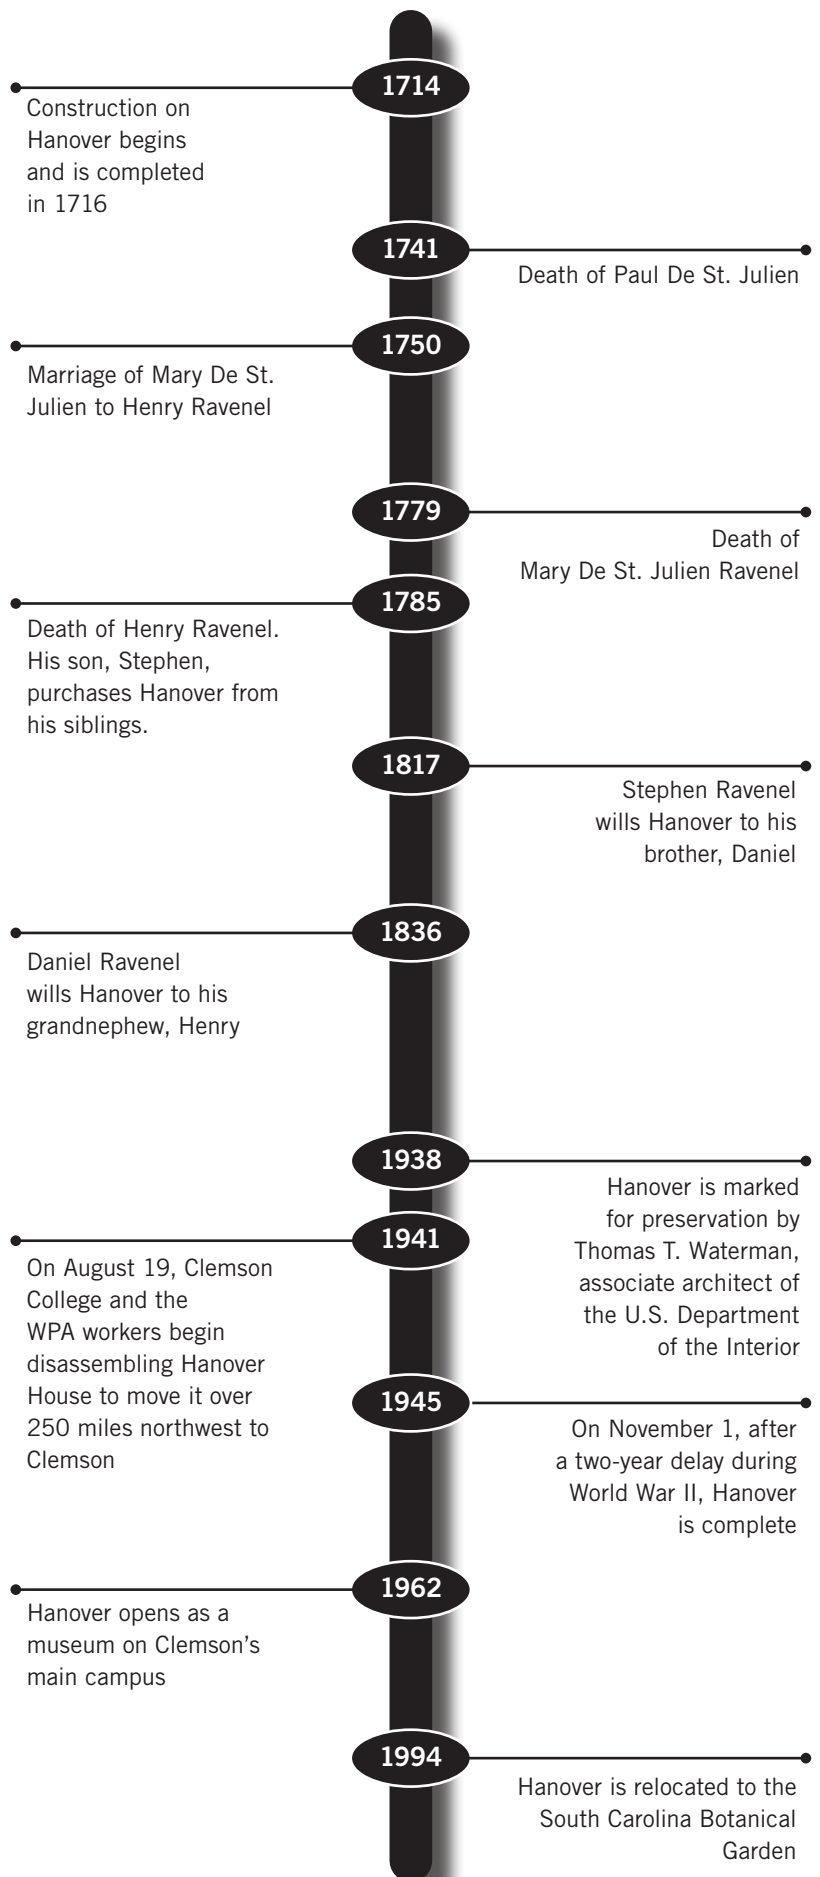 1714
Construction on
Hanover begins
and is completed
in 1716
1741
Death of Paul De St. Julien
1750
Marriage of Mary De St.
Julien to Henry Ravenel
1779
Death of
Mary De St. Julien Ravenel
1785
Death of Henry Ravenel.
His son, Stephen,
purchases Hanover from
his siblings.
1817
Stephen Ravenel
wills Hanover to his
brother, Daniel
1836
Daniel Ravenel
wills Hanover to his
grandnephew, Henry
1938
Hanover is marked
for preservation by
Thomas T. Waterman,
associate architect of
the U.S. Department
of the Interior
1941
On August 19, Clemson
College and the
WPA workers begin
disassembling Hanover
House to move it over
250 miles northwest to
Clemson
1945
On November 1, after
a two-year delay during
World War II, Hanover
is complete
1962
Hanover opens as a
museum on Clemson’s
main campus
1994
Hanover is relocated to the
South Carolina Botanical
Garden